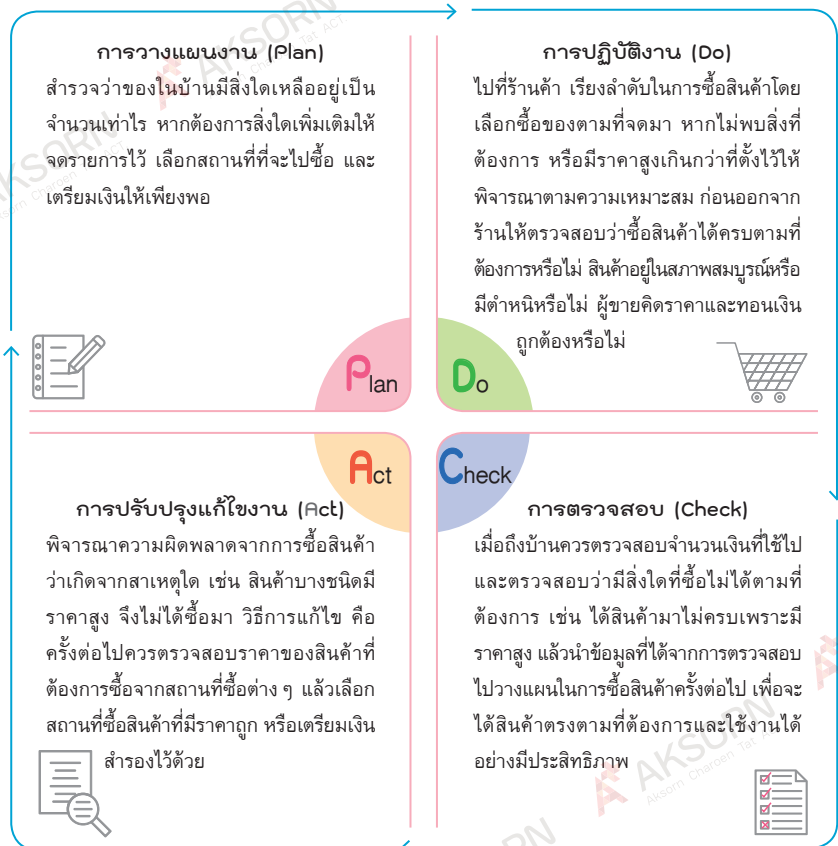 การวางแผนงาน (Plan)
สำรวจว่าของในบ้านมีสิ่งใดเหลืออยู่เป็น
จำนวนเท่าไร หากต้องการสิ่งใดเพิ่มเติมให้
จดรายการไว้ เลือกสถานที่ที่จะไปซื้อ และ
เตรียมเงินให้เพียงพอ
Plan
การปฏิบัติงาน (Do)
ไปที่ร้านค้า เรียงลำดับในการซื้อสินค้าโดย
เลือกซื้อของตามที่จดมา หากไม่พบสิ่งที่
ต้องการ หรือมีราคาสูงเกินกว่าที่ตั้งไว้ให้
พิจารณาตามความเหมาะสม ก่อนออกจาก
ร้านให้ตรวจสอบว่าซื้อสินค้าได้ครบตามที่
ต้องการหรือไม่ สินค้าอยู่ในสภาพสมบูรณ์หรือ
มีตำหนิหรือไม่ ผู้ขายคิดราคาและทอนเงิน
ถูกต้องหรือไม่
Do
Act
การปรับปรุงแก้ไขงาน (Act)
พิจารณาความผิดพลาดจากการซื้อสินค้า
ว่าเกิดจากสาเหตุใด เช่น สินค้าบางชนิดมี
ราคาสูง จึงไม่ได้ซื้อมา วิธีการแก้ไข คือ
ครั้งต่อไปควรตรวจสอบราคาของสินค้าที่
ต้องการซื้อจากสถานที่ซื้อต่าง ๆ แล้วเลือก
สถานที่ซื้อสินค้าที่มีราคาถูก หรือเตรียมเงิน
สำรองไว้ด้วย
Check
การตรวจสอบ (Check)
เมื่อถึงบ้านควรตรวจสอบจำนวนเงินที่ใช้ไป
และตรวจสอบว่ามีสิ่งใดที่ซื้อไม่ได้ตามที่
ต้องการ เช่น ได้สินค้ามาไม่ครบเพราะมี
ราคาสูง แล้วนำข้อมูลที่ได้จากการตรวจสอบ
ไปวางแผนในการซื้อสินค้าครั้งต่อไป เพื่อจะ
ได้สินค้าตรงตามที่ต้องการและใช้งานได้
อย่างมีประสิทธิภาพ
AKSORN
Aksorn Charoen Tat ACT